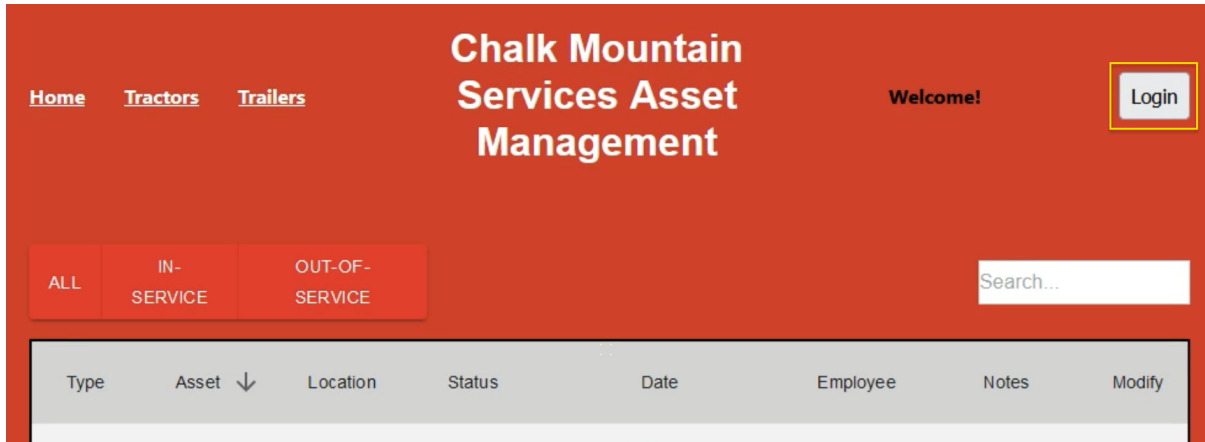 Chalk Mountain
Services Asset
Management
Home Tractors Trailers
Welcome!
Login
ALL
IN-
SERVICE
OUT-OF-
SERVICE
Search...
Type Asset Location Status Date Employee Notes Modify